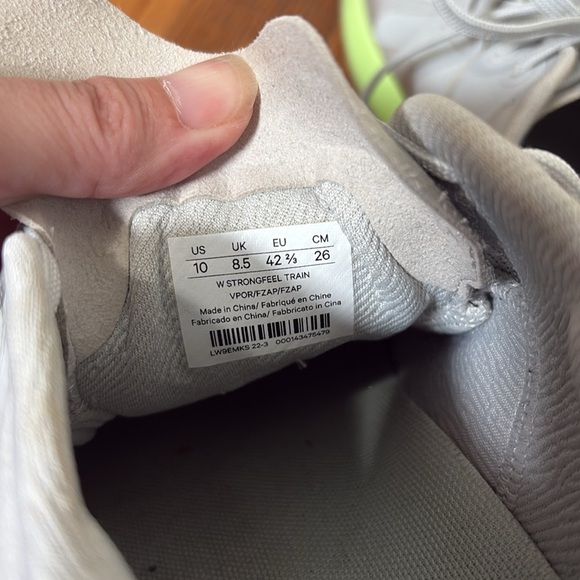 US UK EU CM
10 8.5 42 ⅔ 26
W STRONGFEEL TRAIN
VPOR/FZAP/FZAP
Made in China/ Fabriqué en Chine
Fabricado en China/ Fabbricato in Cina
LW9EMKS 22-3 000143476479